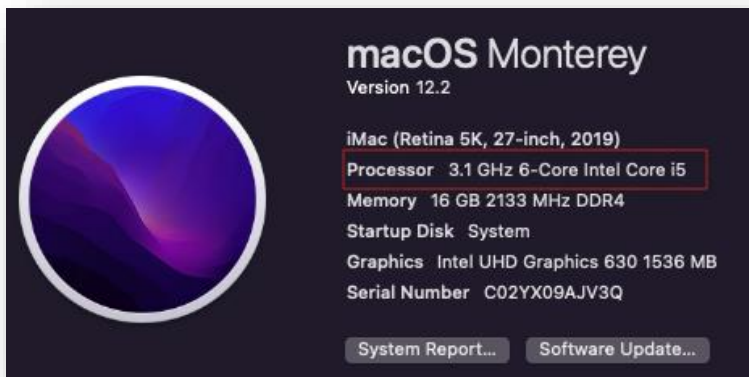 macOS Monterey
Version 12.2
iMac (Retina 5K, 27-inch, 2019)
Processor 3.1 GHz 6-Core Intel Core i5
Memory 16 GB 2133 MHz DDR4
Startup Disk System
Graphics Intel UHD Graphics 630 1536 MB
Serial Number C02YX09AJV3Q
System Report... Software Update...